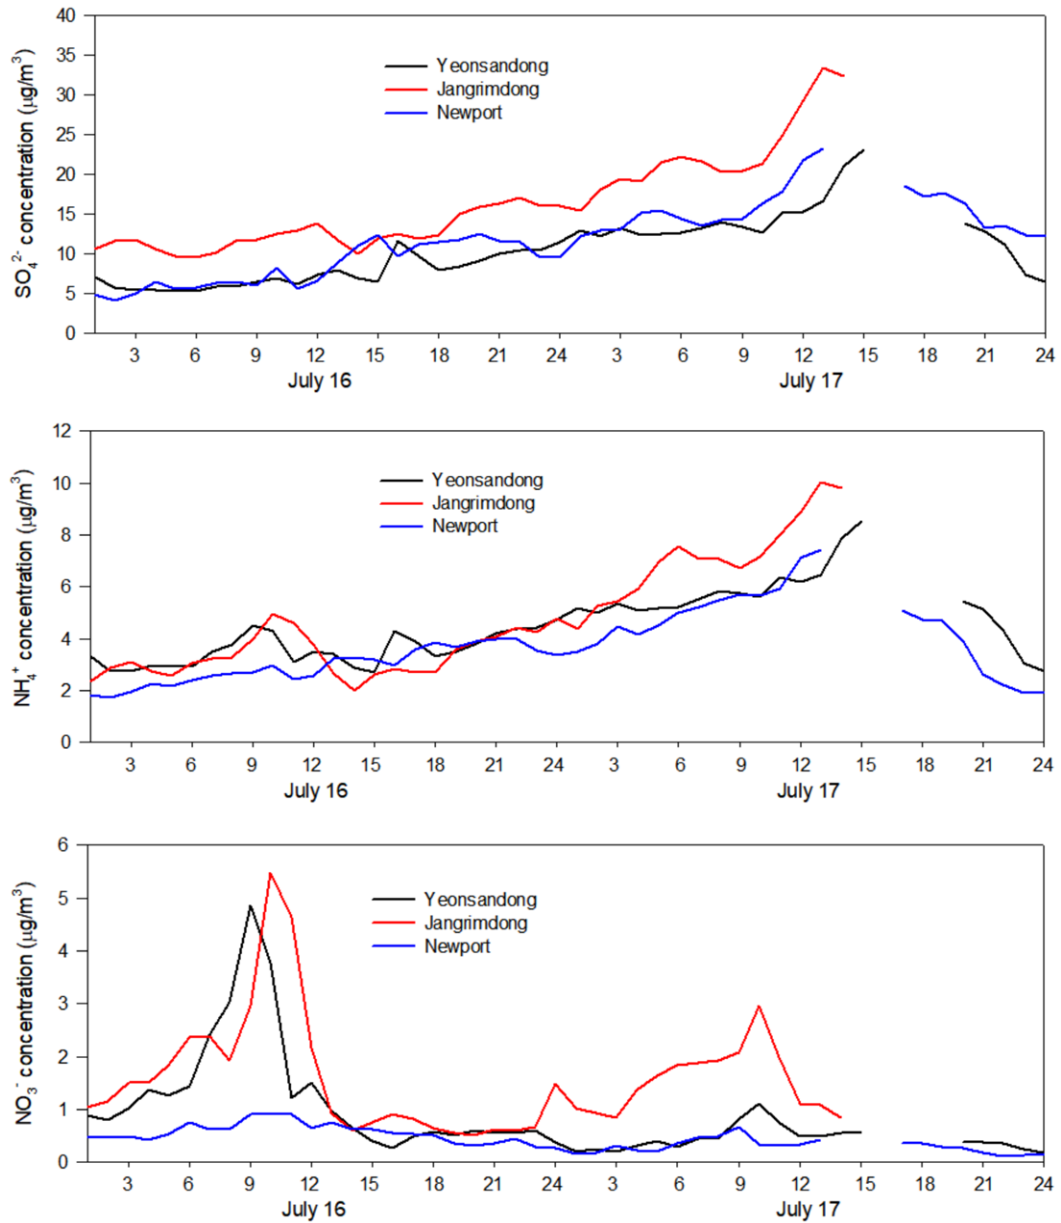 SO₄²⁻ concentration (μg/m³)
40
35
30
25
20
15
10
5
0
Yeonsandong
Jangrimdong
Newport
3 6 9 12 15 18 21 24 3 6 9 12 15 18 21 24
July 16 July 17
NH₄⁺ concentration (μg/m³)
12
10
8
6
4
2
0
Yeonsandong
Jangrimdong
Newport
3 6 9 12 15 18 21 24 3 6 9 12 15 18 21 24
July 16 July 17
NO₃⁻ concentration (μg/m³)
6
5
4
3
2
1
0
Yeonsandong
Jangrimdong
Newport
3 6 9 12 15 18 21 24 3 6 9 12 15 18 21 24
July 16 July 17